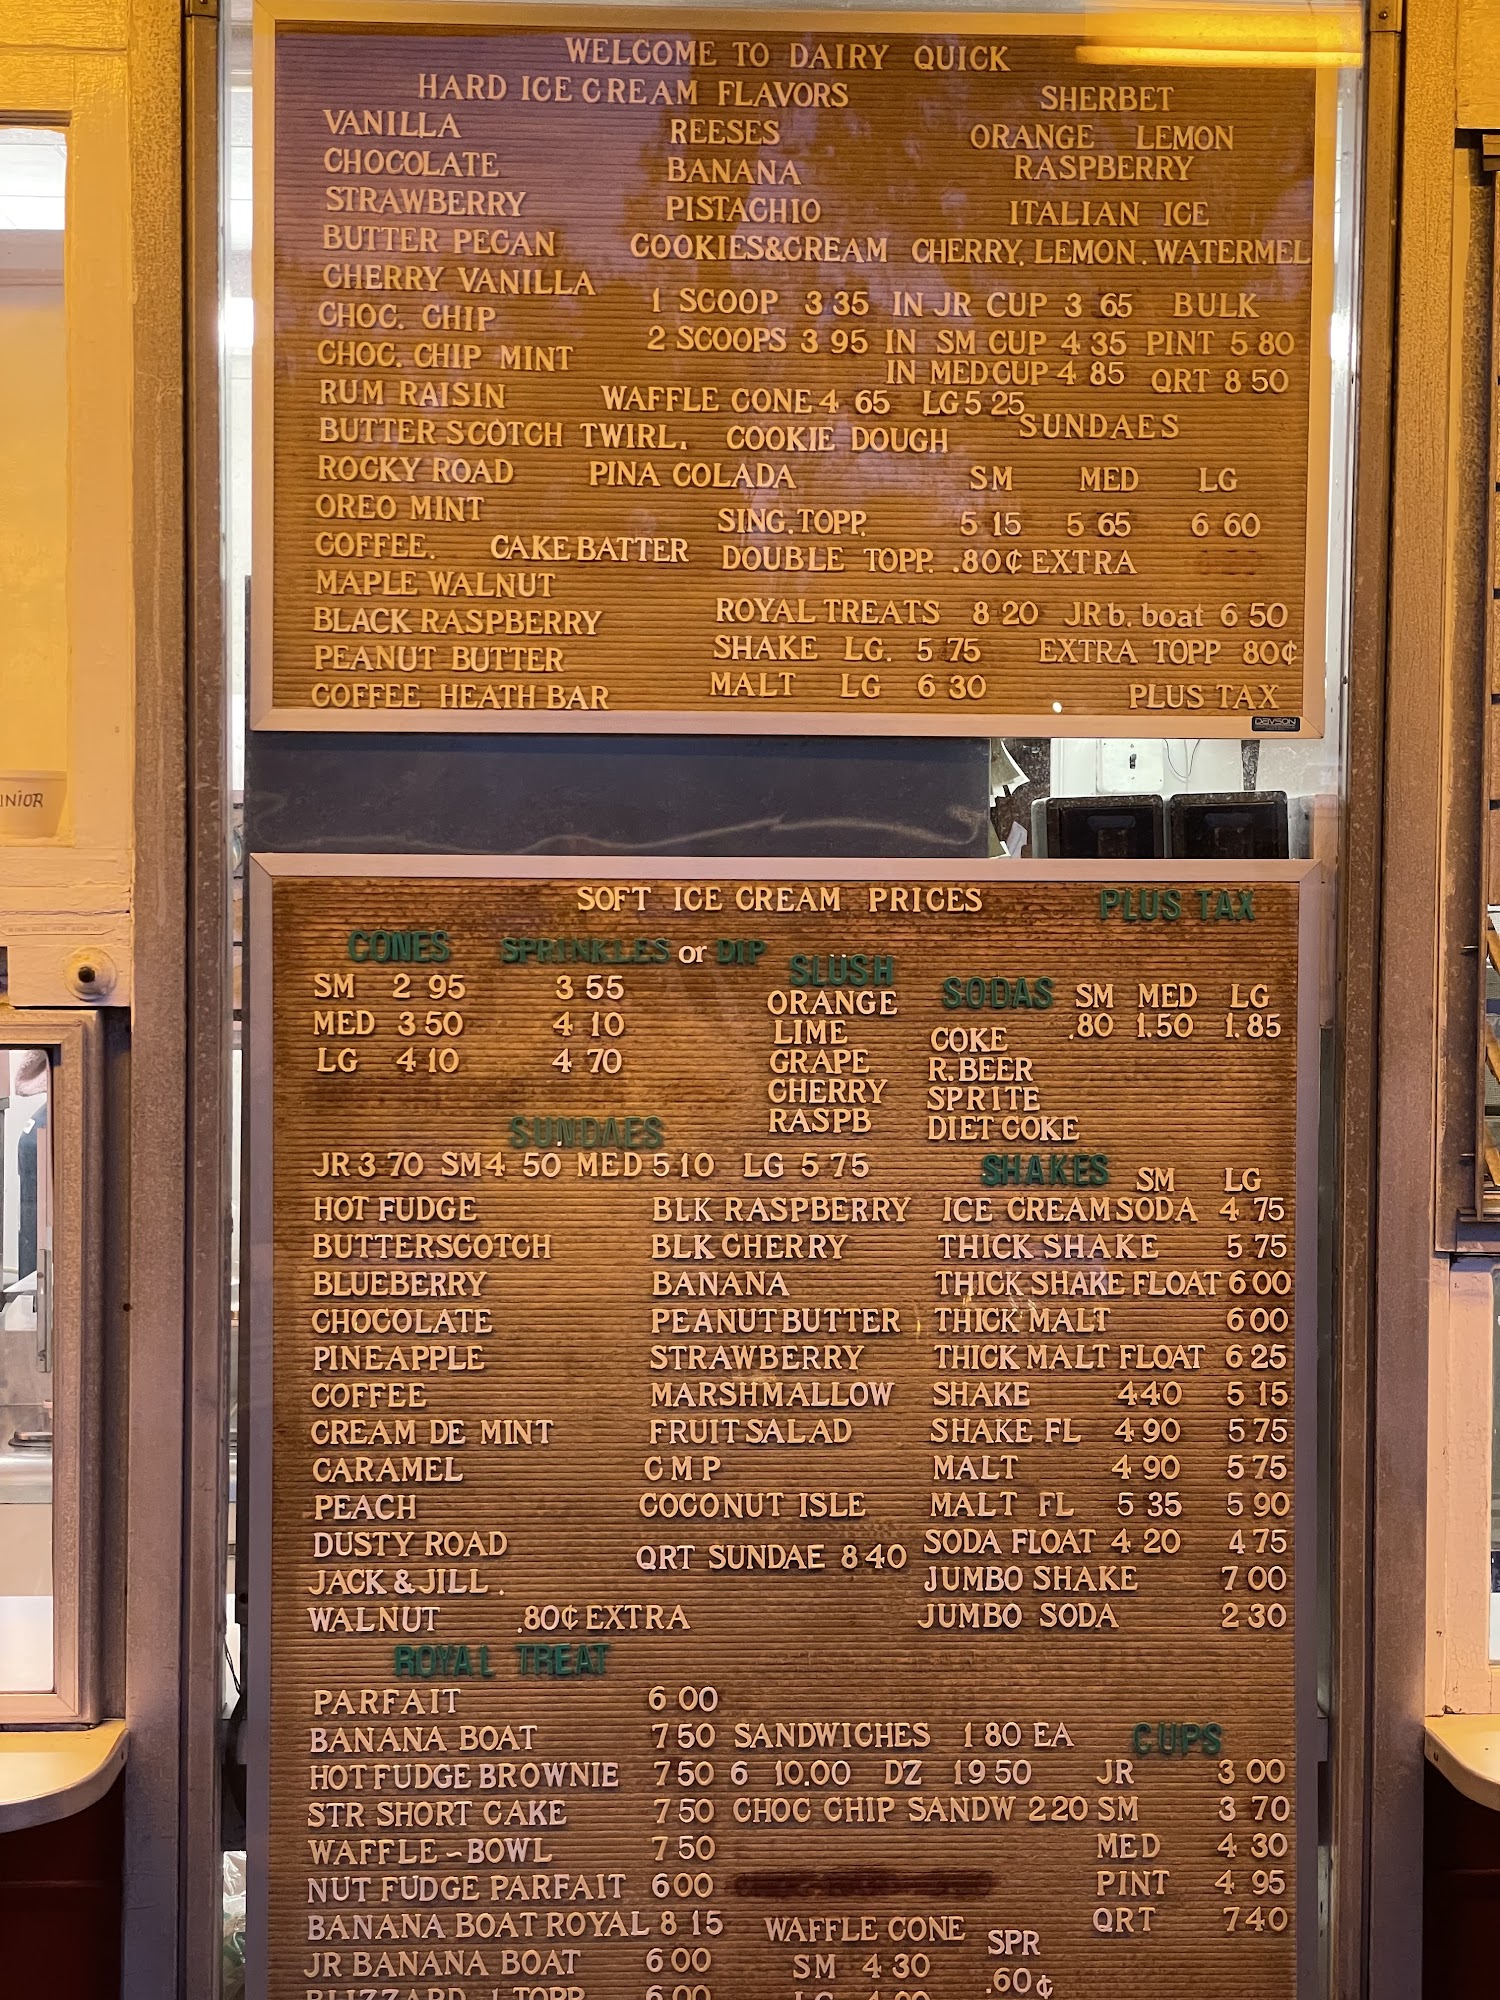 WELCOME TO DAIRY QUICK
HARD ICE CREAM FLAVORS
VANILLA
CHOCOLATE
STRAWBERRY
BUTTER PECAN
CHERRY VANILLA
CHOC. CHIP
CHOC. CHIP MINT
RUM RAISIN
BUTTER SCOTCH TWIRL.
ROCKY ROAD
OREO MINT
COFFEE. CAKE BATTER
MAPLE WALNUT
BLACK RASPBERRY
PEANUT BUTTER
COFFEE HEATH BAR
REESES
BANANA
PISTACHIO
COOKIES&CREAM
COOKIE DOUGH
PINA COLADA
SHERBET
ORANGE LEMON
RASPBERRY
ITALIAN ICE
CHERRY. LEMON. WATERMEL
1 SCOOP 3 35 IN JR CUP 3 65 BULK
2 SCOOPS 3 95 IN SM CUP 4 35 PINT 5 80
IN MED CUP 4 85 QRT 8 50
WAFFLE CONE 4 65 LG 5 25
SUNDAES
SM MED LG
SING. TOPP. 5 15 5 65 6 60
DOUBLE TOPP. .80¢ EXTRA
ROYAL TREATS 8 20 JR b. boat 6 50
SHAKE LG. 5 75 EXTRA TOPP 80¢
MALT LG 6 30 PLUS TAX
DEIVSON
INIOR
SOFT ICE CREAM PRICES PLUS TAX
CONES SPRINKLES or DIP
SM 2 95 3 55
MED 3 50 4 10
LG 4 10 4 70
SLUSH
ORANGE
LIME
GRAPE
CHERRY
RASPB
SODAS SM MED LG
.80 1.50 1.85
COKE
R. BEER
SPRITE
DIET COKE
SUNDAES
JR 3 70 SM 4 50 MED 5 10 LG 5 75
HOT FUDGE
BUTTERSCOTCH
BLUEBERRY
CHOCOLATE
PINEAPPLE
COFFEE
CREAM DE MINT
CARAMEL
PEACH
DUSTY ROAD
JACK & JILL.
WALNUT .80¢ EXTRA
BLK RASPBERRY
BLK CHERRY
BANANA
PEANUT BUTTER
STRAWBERRY
MARSHMALLOW
FRUIT SALAD
C M P
COCONUT ISLE
QRT SUNDAE 8 40
SHAKES SM LG
ICE CREAM SODA 4 75
THICK SHAKE 5 75
THICK SHAKE FLOAT 6 00
THICK MALT 6 00
THICK MALT FLOAT 6 25
SHAKE 4 40 5 15
SHAKE FL 4 90 5 75
MALT 4 90 5 75
MALT FL 5 35 5 90
SODA FLOAT 4 20 4 75
JUMBO SHAKE 7 00
JUMBO SODA 2 30
ROYAL TREAT
PARFAIT 6 00
BANANA BOAT 7 50
HOT FUDGE BROWNIE 7 50
STR SHORT CAKE 7 50
WAFFLE ~ BOWL 7 50
NUT FUDGE PARFAIT 6 00
BANANA BOAT ROYAL 8 15
JR BANANA BOAT 6 00
BLIZZARD 1 TOPP 6 00
SANDWICHES 1 80 EA
6 10.00 DZ 19 50
CHOC CHIP SANDW 2 20
CUPS
JR 3 00
SM 3 70
MED 4 30
PINT 4 95
QRT 7 40
WAFFLE CONE SPR
SM 4 30 .60¢
LG 4 90